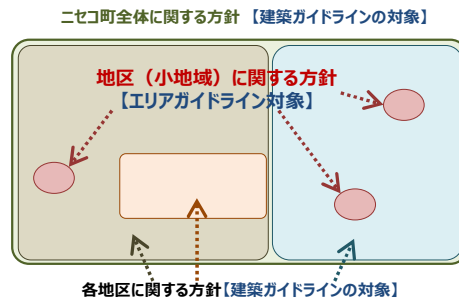 ニセコ町全体に関する方針 【建築ガイドラインの対象】
地区（小地域）に関する方針
【エリアガイドライン対象】
各地区に関する方針【建築ガイドラインの対象】